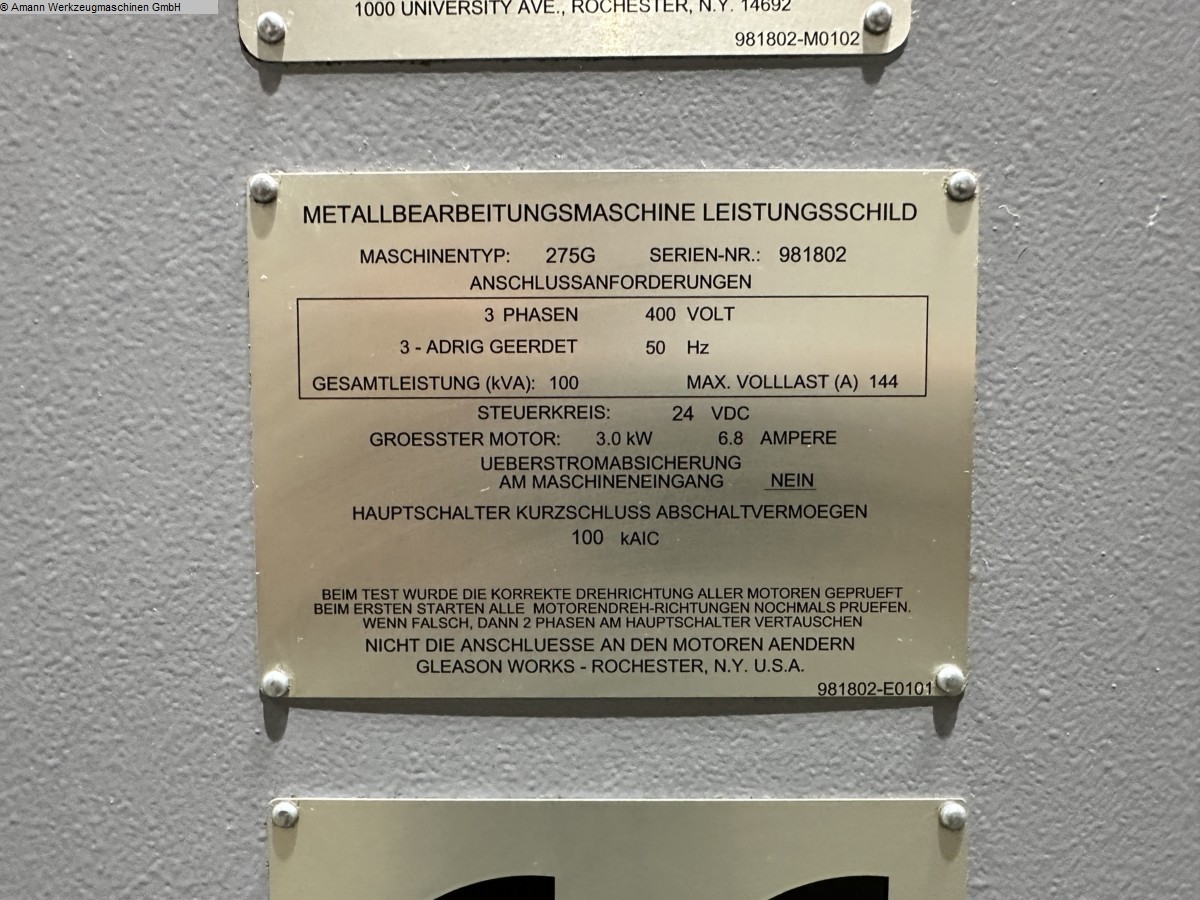 © Amann Werkzeugmaschinen GmbH
1000 UNIVERSITY AVE., ROCHESTER, N.Y. 14692
981802-M0102
METALLBEARBEITUNGSMASCHINE LEISTUNGSSCHILD
MASCHINENTYP: 275G SERIEN-NR.: 981802
ANSCHLUSSANFORDERUNGEN
3 PHASEN 400 VOLT
3 - ADRIG GEERDET 50 Hz
GESAMTLEISTUNG (kVA): 100 MAX. VOLLLAST (A) 144
STEUERKREIS: 24 VDC
GROESSTER MOTOR: 3.0 kW 6.8 AMPERE
UEBERSTROMABSICHERUNG
AM MASCHINENEINGANG NEIN
HAUPTSCHALTER KURZSCHLUSS ABSCHALTVERMOEGEN
100 kAIC
BEIM TEST WURDE DIE KORREKTE DREHRICHTUNG ALLER MOTOREN GEPRUEFT
BEIM ERSTEN STARTEN ALLE MOTORENDREH-RICHTUNGEN NOCHMALS PRUEFEN.
WENN FALSCH, DANN 2 PHASEN AM HAUPTSCHALTER VERTAUSCHEN
NICHT DIE ANSCHLUESSE AN DEN MOTOREN AENDERN
GLEASON WORKS - ROCHESTER, N.Y. U.S.A.
981802-E0101